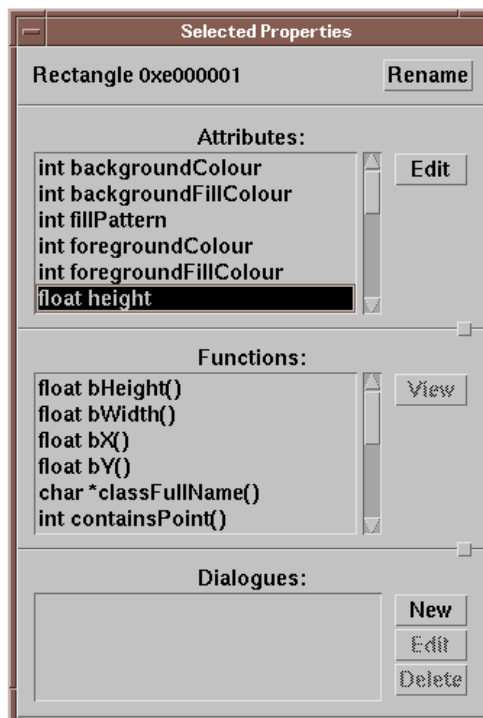 Selected Properties
Rectangle 0xe000001
Rename
Attributes:
int backgroundColour
int backgroundFillColour
int fillPattern
int foregroundColour
int foregroundFillColour
float height
Edit
Functions:
float bHeight()
float bWidth()
float bX()
float bY()
char *classFullName()
int containsPoint()
View
Dialogues:
New
Edit
Delete